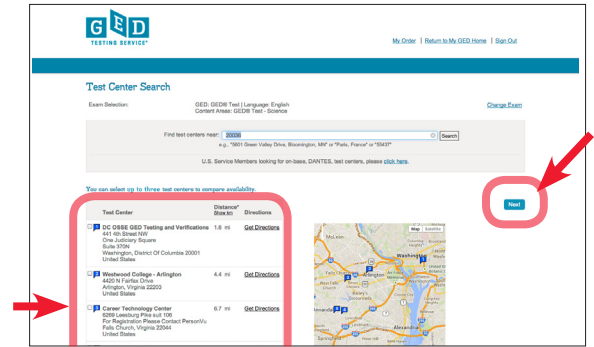 GED
TESTING SERVICE®
My Order | Return to My GED Home | Sign Out
Test Center Search
Exam Selection: GED: GED® Test | Language: English
Content Areas: GED® Test - Science
Change Exam
Find test centers near: 20036 Search
e.g., "5601 Green Valley Drive, Bloomington, MN" or "Paris, France" or "55437"
U.S. Service Members looking for on-base, DANTES, test centers, please click here.
You can select up to three test centers to compare availability.
Next
Test Center Distance* Directions
Show km
DC OSSE GED Testing and Verifications 1.6 mi Get Directions
441 4th Street NW
One Judiciary Square
Suite 370N
Washington, District Of Columbia 20001
United States
Westwood College - Arlington 4.4 mi Get Directions
4420 N Fairfax Drive
Arlington, Virginia 22203
United States
Career Technology Center 6.7 mi Get Directions
6269 Leesburg Pike suit 106
For Registration Please Contact PersonVu
Falls Church, Virginia 22044
United States
Map Satellite
McLean
Washington
Arlington
Falls Church
Alexandria
Springfield